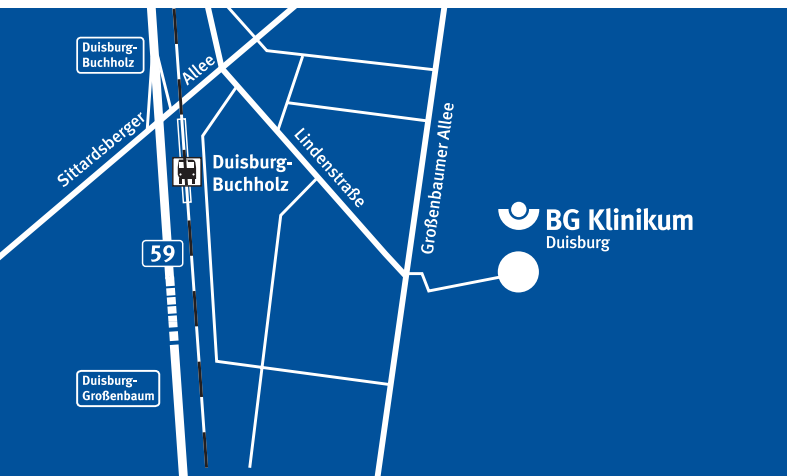 Duisburg-
Buchholz
Sittardsberger Allee
Duisburg-
Buchholz
Lindenstraße
Großenbaumer Allee
BG Klinikum
Duisburg
59
Duisburg-
Großenbaum